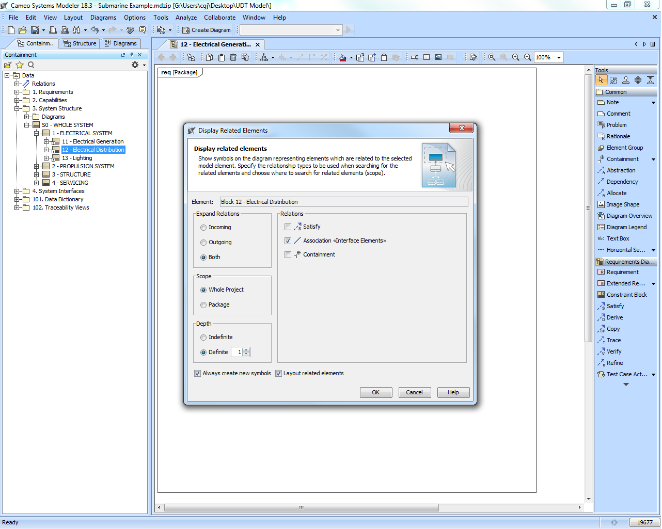 Cameo Systems Modeler 18.3 - Submarine Example.mdzip [G:\Users\cqj\Desktop\UDT Model\]
File Edit View Layout Diagrams Options Tools Analyze Collaborate Window Help
Create Diagram
Containm... Structure Diagrams
12 - Electrical Generati...
Containment
100%
Data
Relations
1. Requirements
2. Capabilities
3. System Structure
Diagrams
S0 - WHOLE SYSTEM
1 - ELECTRICAL SYSTEM
11 - Electrical Generation
12 - Electrical Distribution
13 - Lighting
2 - PROPULSION SYSTEM
3 - STRUCTURE
4 - SERVICING
4. System Interfaces
101. Data Dictionary
102. Traceability Views
req [Package]
Display Related Elements
Display related elements
Show symbols on the diagram representing elements which are related to the selected
model element. Specify the relationship types to be used when searching for the
related elements and choose where to search for related elements (scope).
Element: Block 12 - Electrical Distribution
Expand Relations
Incoming
Outgoing
Both
Scope
Whole Project
Package
Depth
Indefinite
Definite 1
Relations
Satisfy
Association «Interface Elements»
Containment
Always create new symbols Layout related elements
OK Cancel Help
Tools
Common
Note
Comment
Problem
Rationale
Element Group
Containment
Abstraction
Dependency
Allocate
Image Shape
Diagram Overview
Diagram Legend
Text Box
Horizontal Su...
Requirements Dia...
Requirement
Extended Re...
Constraint Block
Satisfy
Derive
Copy
Trace
Verify
Refine
Test Case Act...
Ready
9677